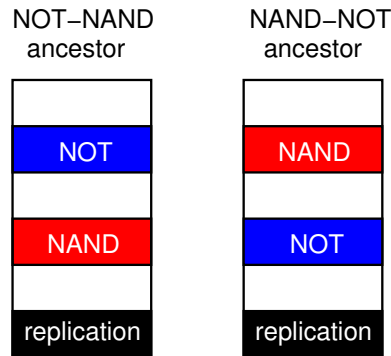 NOT−NAND
ancestor
NOT
NAND
replication
NAND−NOT
ancestor
NAND
NOT
replication